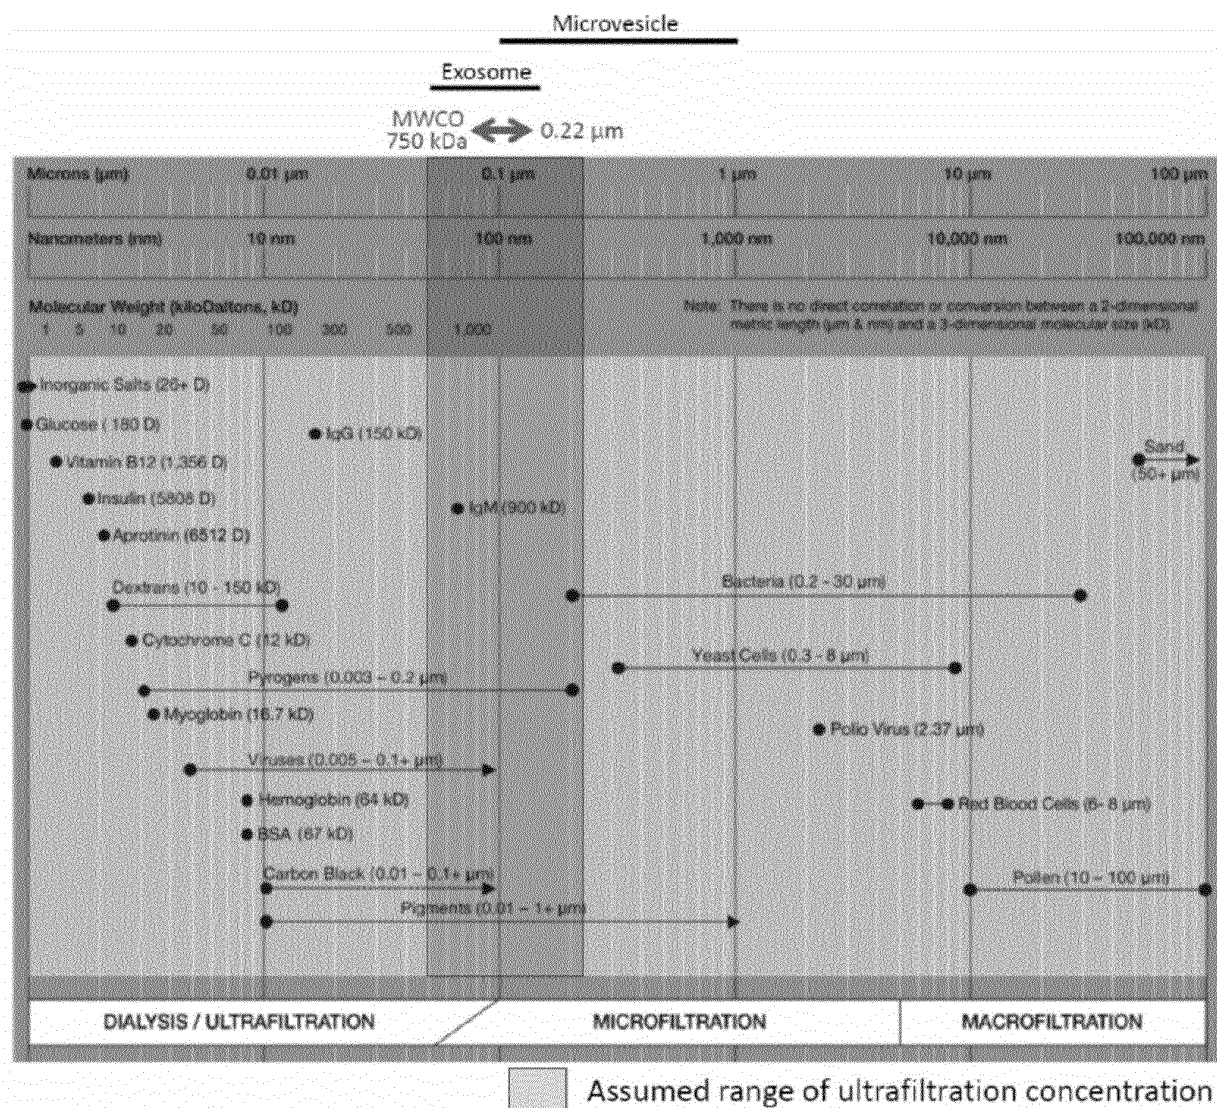 Microvesicle
Exosome
MWCO
750 kDa
0.22 μm
Microns (μm) 0.01 μm 0.1 μm 1 μm 10 μm 100 μm
Nanometers (nm) 10 nm 100 nm 1,000 nm 10,000 nm 100,000 nm
Molecular Weight (kiloDaltons, kD)
1 5 10 20 50 100 300 500 1,000
Note: There is no direct correlation or conversion between a 2-dimensional
metric length (μm & nm) and a 3-dimensional molecular size (kD).
Inorganic Salts (26+ D)
Glucose ( 180 D)
IgG (150 kD)
Sand
(50+ μm)
Vitamin B12 (1,356 D)
Insulin (5808 D)
IgM (900 kD)
Aprotinin (6512 D)
Dextrans (10 - 150 kD)
Bacteria (0.2 - 30 μm)
Cytochrome C (12 kD)
Yeast Cells (0.3 - 8 μm)
Pyrogens (0.003 – 0.2 μm)
Myoglobin (16.7 kD)
Polio Virus (2.37 μm)
Viruses (0.005 – 0.1+ μm)
Hemoglobin (64 kD)
Red Blood Cells (6- 8 μm)
BSA (67 kD)
Carbon Black (0.01 – 0.1+ μm)
Pollen (10 – 100 μm)
Pigments (0.01 – 1+ μm)
DIALYSIS / ULTRAFILTRATION MICROFILTRATION MACROFILTRATION
Assumed range of ultrafiltration concentration